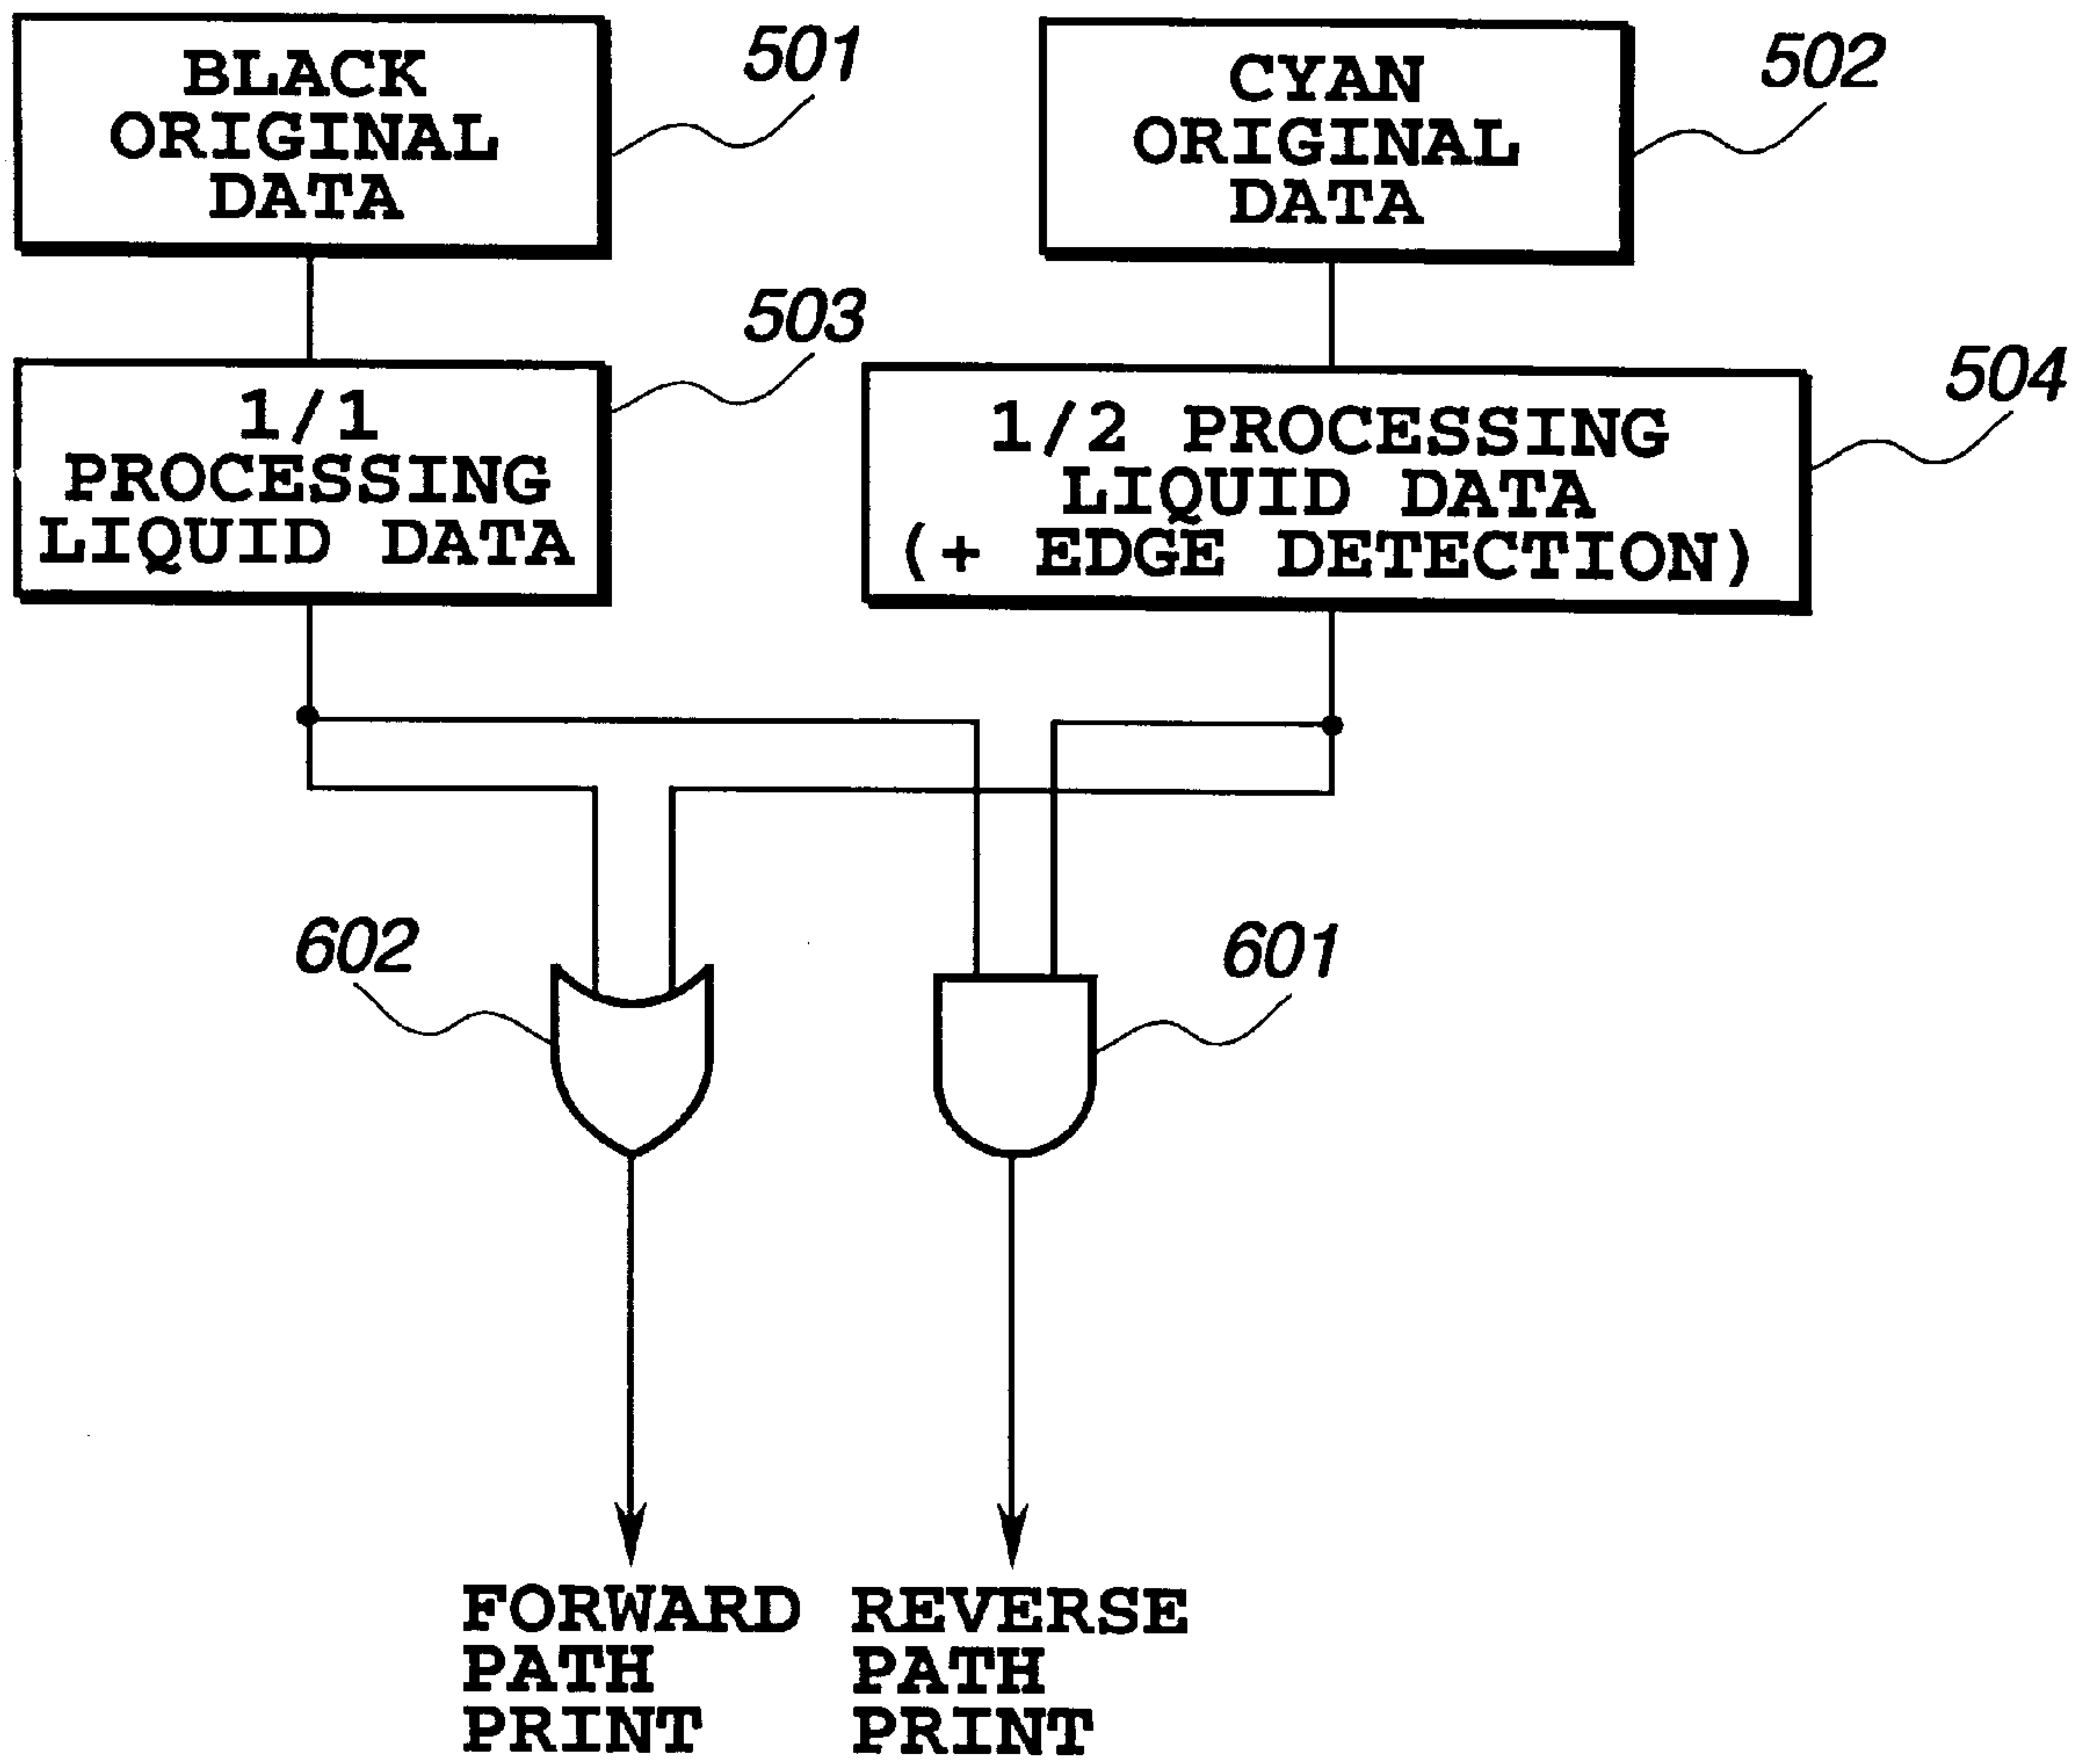 BLACK
ORIGINAL
DATA
501
CYAN
ORIGINAL
DATA
502
1/1
PROCESSING
LIQUID DATA
503
1/2 PROCESSING
LIQUID DATA
(+ EDGE DETECTION)
504
602
601
FORWARD
PATH
PRINT
REVERSE
PATH
PRINT